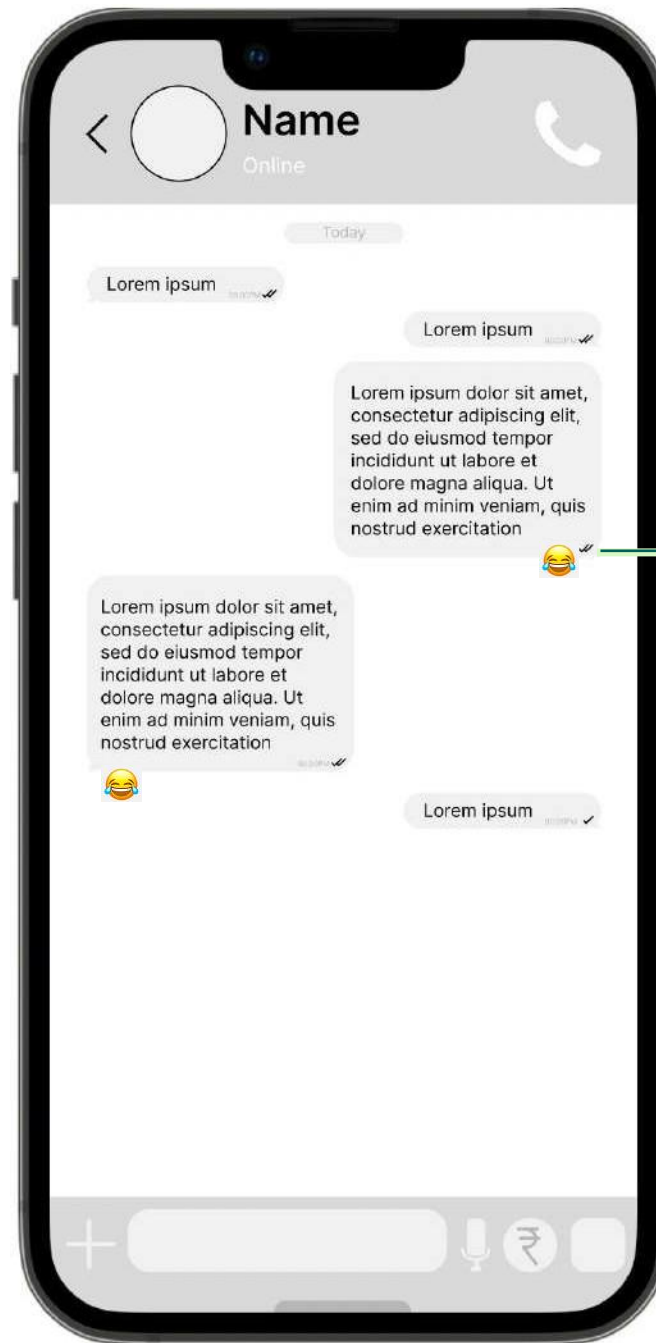 Name
Online
Today
Lorem ipsum
Lorem ipsum
Lorem ipsum dolor sit amet,
consectetur adipiscing elit,
sed do eiusmod tempor
incididunt ut labore et
dolore magna aliqua. Ut
enim ad minim veniam, quis
nostrud exercitation
Lorem ipsum dolor sit amet,
consectetur adipiscing elit,
sed do eiusmod tempor
incididunt ut labore et
dolore magna aliqua. Ut
enim ad minim veniam, quis
nostrud exercitation
Lorem ipsum
₹